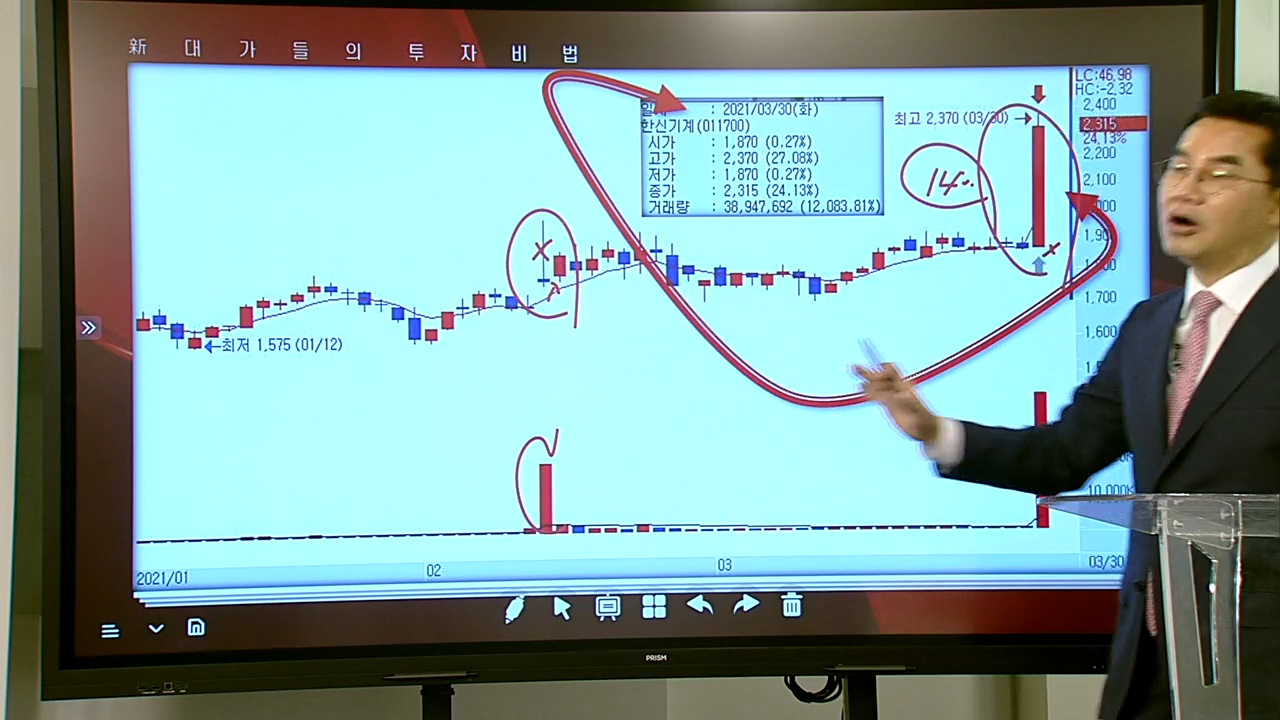 新 대 가 들 의 투 자 비 법
LC:46.98
HC:-2.32
2,400
2,315
24.13%
2,200
2,100
1,700
1,600
: 2021/03/30(화)
한신기계(011700)
시가 : 1,870 (0.27%)
고가 : 2,370 (27.08%)
저가 : 1,870 (0.27%)
종가 : 2,315 (24.13%)
거래량 : 38,947,692 (12,083.81%)
최고 2,370 (03/30)
14%
X
X
최저 1,575 (01/12)
10,000K
2021/01
02
03
03/30
PRISM